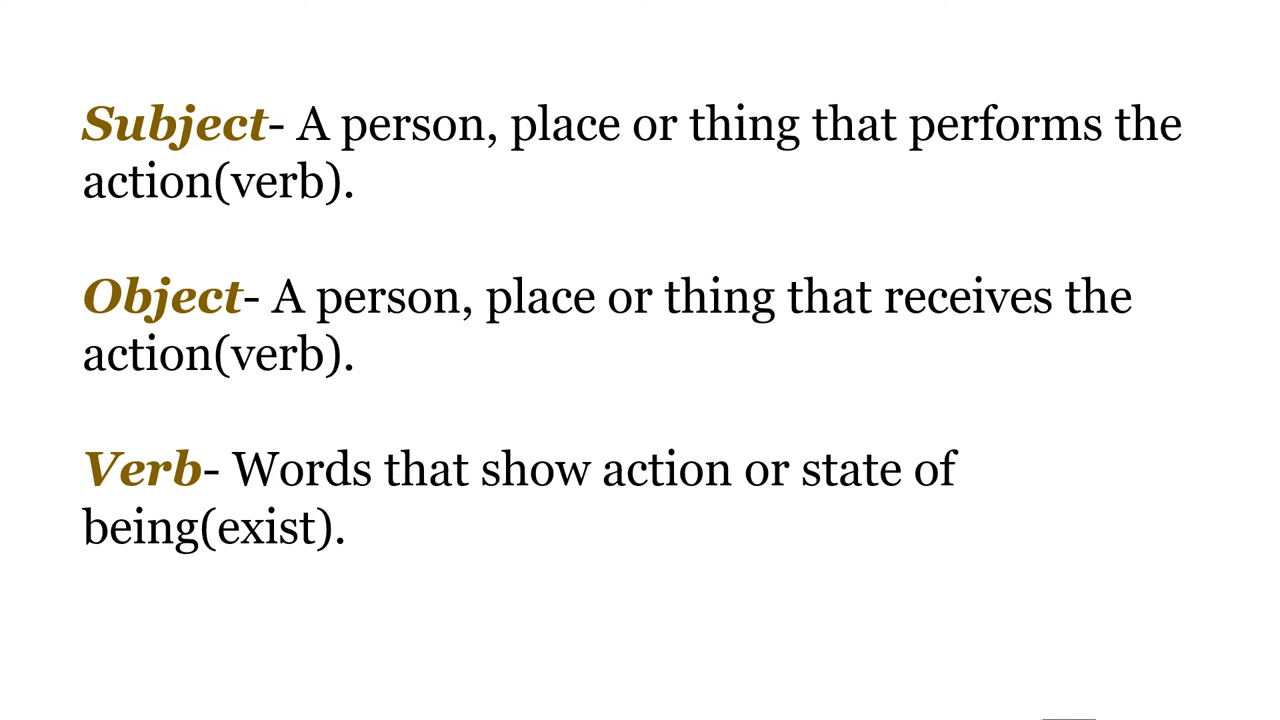 Subject- A person, place or thing that performs the
action(verb).
Object- A person, place or thing that receives the
action(verb).
Verb- Words that show action or state of
being(exist).